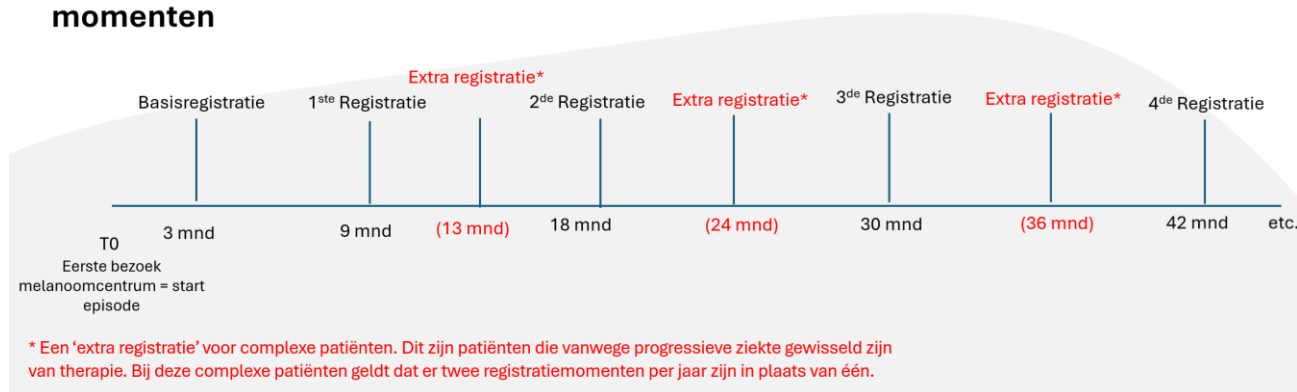 momenten
Extra registratie*
Basisregistratie 1ste Registratie 2de Registratie Extra registratie* 3de Registratie Extra registratie* 4de Registratie
3 mnd 9 mnd (13 mnd) 18 mnd (24 mnd) 30 mnd (36 mnd) 42 mnd etc.
T0
Eerste bezoek
melanoomcentrum = start
episode
* Een ‘extra registratie’ voor complexe patiënten. Dit zijn patiënten die vanwege progressieve ziekte gewisseld zijn
van therapie. Bij deze complexe patiënten geldt dat er twee registratiemomenten per jaar zijn in plaats van één.